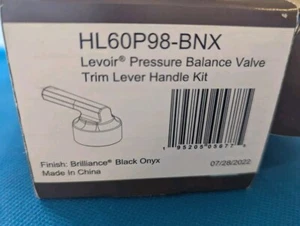 HL60P98-BNX
Levoir® Pressure Balance Valve
Trim Lever Handle Kit
Finish: Brilliance® Black Onyx
Made in China
07/28/2022